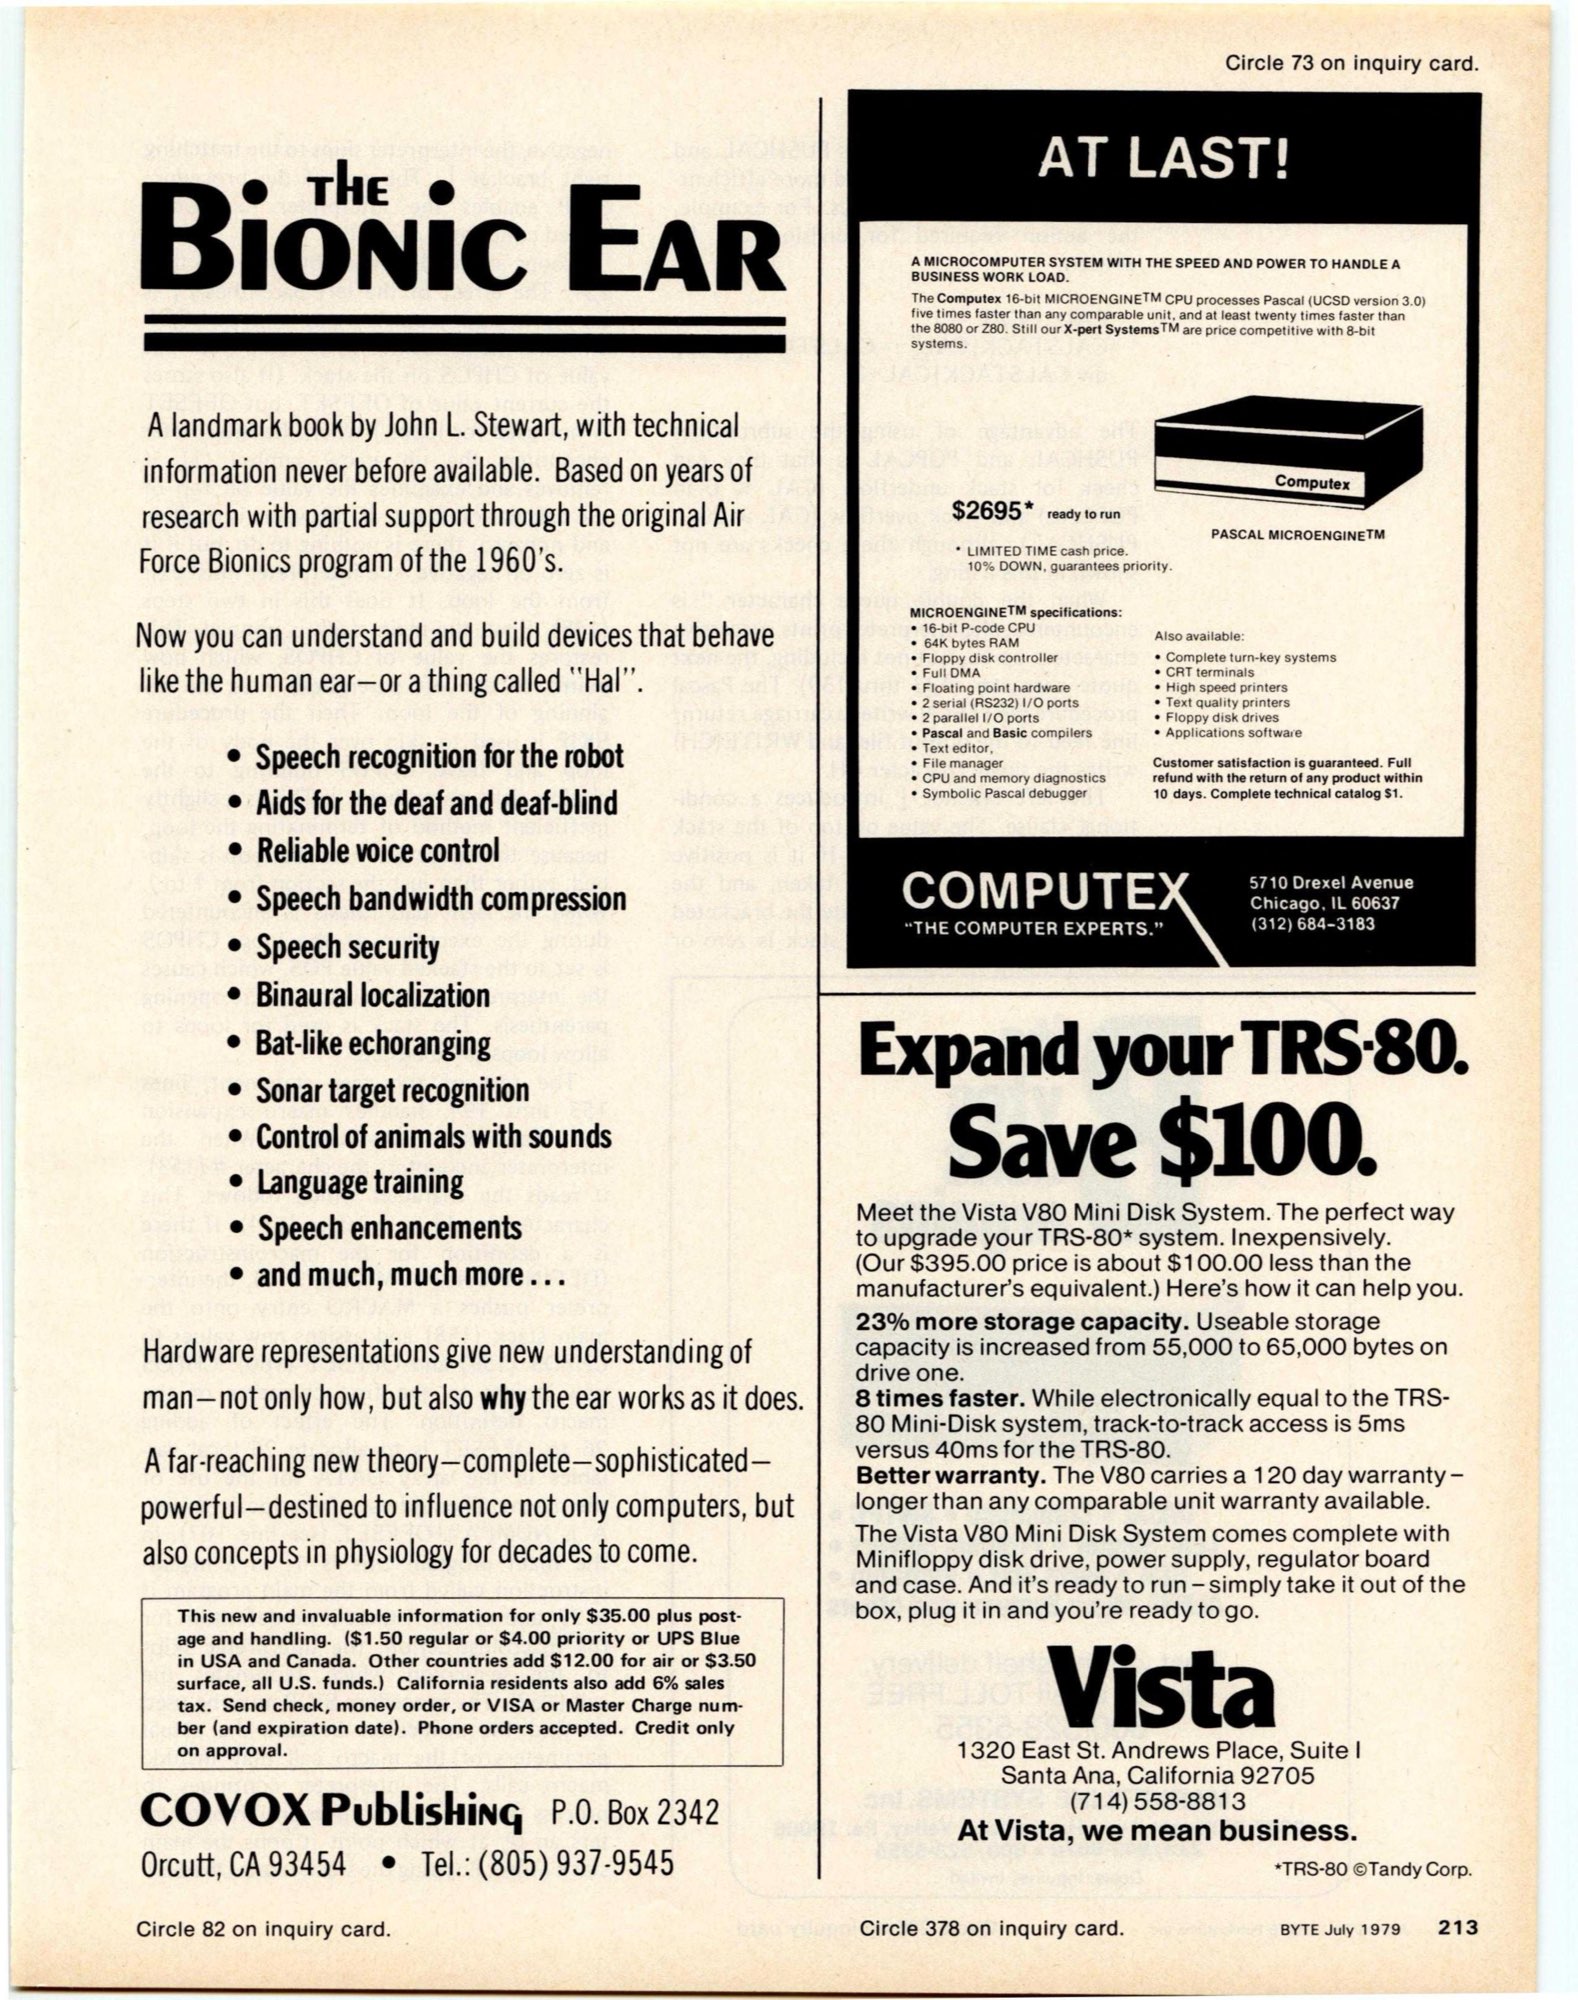 THE
BIONIC EAR
A landmark book by John L. Stewart, with technical
information never before available. Based on years of
research with partial support through the original Air
Force Bionics program of the 1960's.
Now you can understand and build devices that behave
like the human ear—or a thing called "Hal".
• Speech recognition for the robot
• Aids for the deaf and deaf-blind
• Reliable voice control
• Speech bandwidth compression
• Speech security
• Binaural localization
• Bat-like echoranging
• Sonar target recognition
• Control of animals with sounds
• Language training
• Speech enhancements
• and much, much more...
Hardware representations give new understanding of
man—not only how, but also why the ear works as it does.
A far-reaching new theory—complete—sophisticated—
powerful—destined to influence not only computers, but
also concepts in physiology for decades to come.
This new and invaluable information for only $35.00 plus post-
age and handling. ($1.50 regular or $4.00 priority or UPS Blue
in USA and Canada. Other countries add $12.00 for air or $3.50
surface, all U.S. funds.) California residents also add 6% sales
tax. Send check, money order, or VISA or Master Charge num-
ber (and expiration date). Phone orders accepted. Credit only
on approval.
COVOX Publishing P.O. Box 2342
Orcutt, CA 93454 • Tel.: (805) 937-9545
Circle 82 on inquiry card.
Circle 73 on inquiry card.
AT LAST!
A MICROCOMPUTER SYSTEM WITH THE SPEED AND POWER TO HANDLE A
BUSINESS WORK LOAD.
The Computex 16-bit MICROENGINE™ CPU processes Pascal (UCSD version 3.0)
five times faster than any comparable unit, and at least twenty times faster than
the 8080 or Z80. Still our X-pert Systems™ are price competitive with 8-bit
systems.
Computex
$2695* ready to run
PASCAL MICROENGINE™
* LIMITED TIME cash price.
10% DOWN, guarantees priority.
MICROENGINE™ specifications:
• 16-bit P-code CPU
• 64K bytes RAM
• Floppy disk controller
• Full DMA
• Floating point hardware
• 2 serial (RS232) I/O ports
• 2 parallel I/O ports
• Pascal and Basic compilers
• Text editor,
• File manager
• CPU and memory diagnostics
• Symbolic Pascal debugger
Also available:
• Complete turn-key systems
• CRT terminals
• High speed printers
• Text quality printers
• Floppy disk drives
• Applications software
Customer satisfaction is guaranteed. Full
refund with the return of any product within
10 days. Complete technical catalog $1.
COMPUTEX
"THE COMPUTER EXPERTS."
5710 Drexel Avenue
Chicago, IL 60637
(312) 684-3183
Expand your TRS-80.
Save $100.
Meet the Vista V80 Mini Disk System. The perfect way
to upgrade your TRS-80* system. Inexpensively.
(Our $395.00 price is about $100.00 less than the
manufacturer's equivalent.) Here's how it can help you.
23% more storage capacity. Useable storage
capacity is increased from 55,000 to 65,000 bytes on
drive one.
8 times faster. While electronically equal to the TRS-
80 Mini-Disk system, track-to-track access is 5ms
versus 40ms for the TRS-80.
Better warranty. The V80 carries a 120 day warranty –
longer than any comparable unit warranty available.
The Vista V80 Mini Disk System comes complete with
Minifloppy disk drive, power supply, regulator board
and case. And it's ready to run – simply take it out of the
box, plug it in and you're ready to go.
Vista
1320 East St. Andrews Place, Suite I
Santa Ana, California 92705
(714) 558-8813
At Vista, we mean business.
*TRS-80 ©Tandy Corp.
Circle 378 on inquiry card.
BYTE July 1979 213